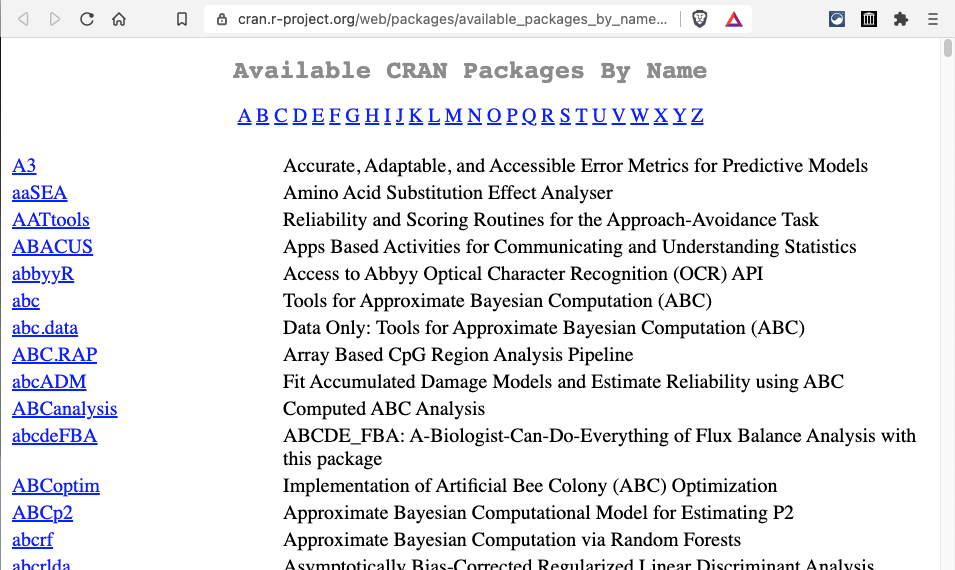 cran.r-project.org/web/packages/available_packages_by_name...
Available CRAN Packages By Name
A B C D E F G H I J K L M N O P Q R S T U V W X Y Z
A3 Accurate, Adaptable, and Accessible Error Metrics for Predictive Models
aaSEA Amino Acid Substitution Effect Analyser
AATtools Reliability and Scoring Routines for the Approach-Avoidance Task
ABACUS Apps Based Activities for Communicating and Understanding Statistics
abbyyR Access to Abbyy Optical Character Recognition (OCR) API
abc Tools for Approximate Bayesian Computation (ABC)
abc.data Data Only: Tools for Approximate Bayesian Computation (ABC)
ABC.RAP Array Based CpG Region Analysis Pipeline
abcADM Fit Accumulated Damage Models and Estimate Reliability using ABC
ABCanalysis Computed ABC Analysis
abcdeFBA ABCDE_FBA: A-Biologist-Can-Do-Everything of Flux Balance Analysis with
this package
ABCoptim Implementation of Artificial Bee Colony (ABC) Optimization
ABCp2 Approximate Bayesian Computational Model for Estimating P2
abcrf Approximate Bayesian Computation via Random Forests
abcrlda Asymptotically Bias-Corrected Regularized Linear Discriminant Analysis